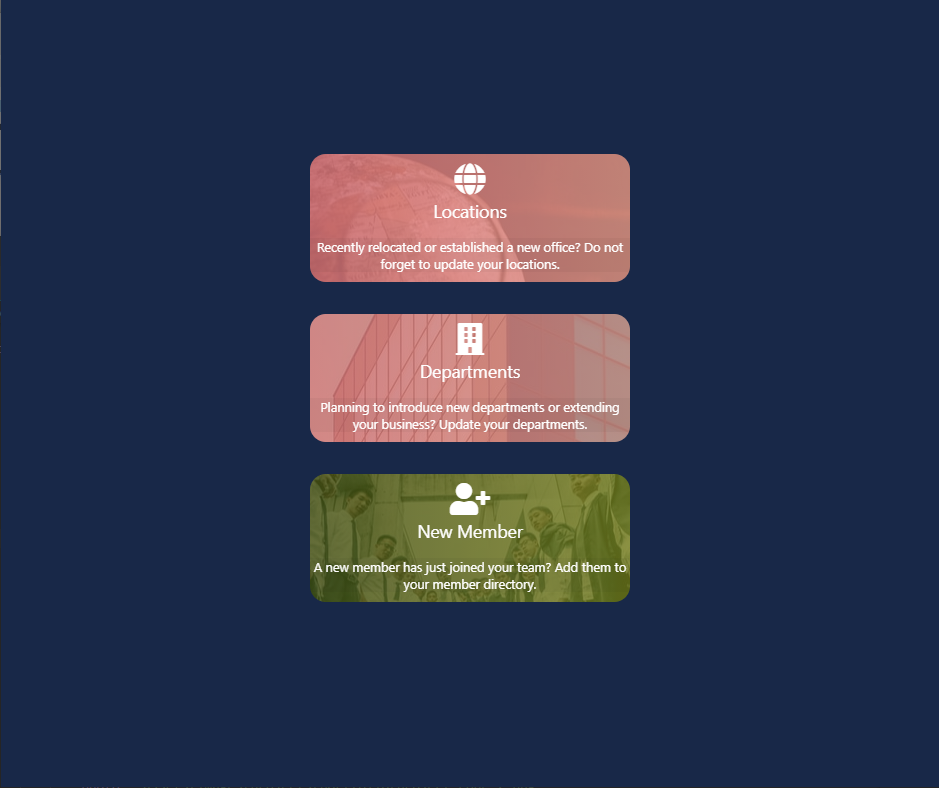 Locations
Recently relocated or established a new office? Do not
forget to update your locations.
Departments
Planning to introduce new departments or extending
your business? Update your departments.
New Member
A new member has just joined your team? Add them to
your member directory.